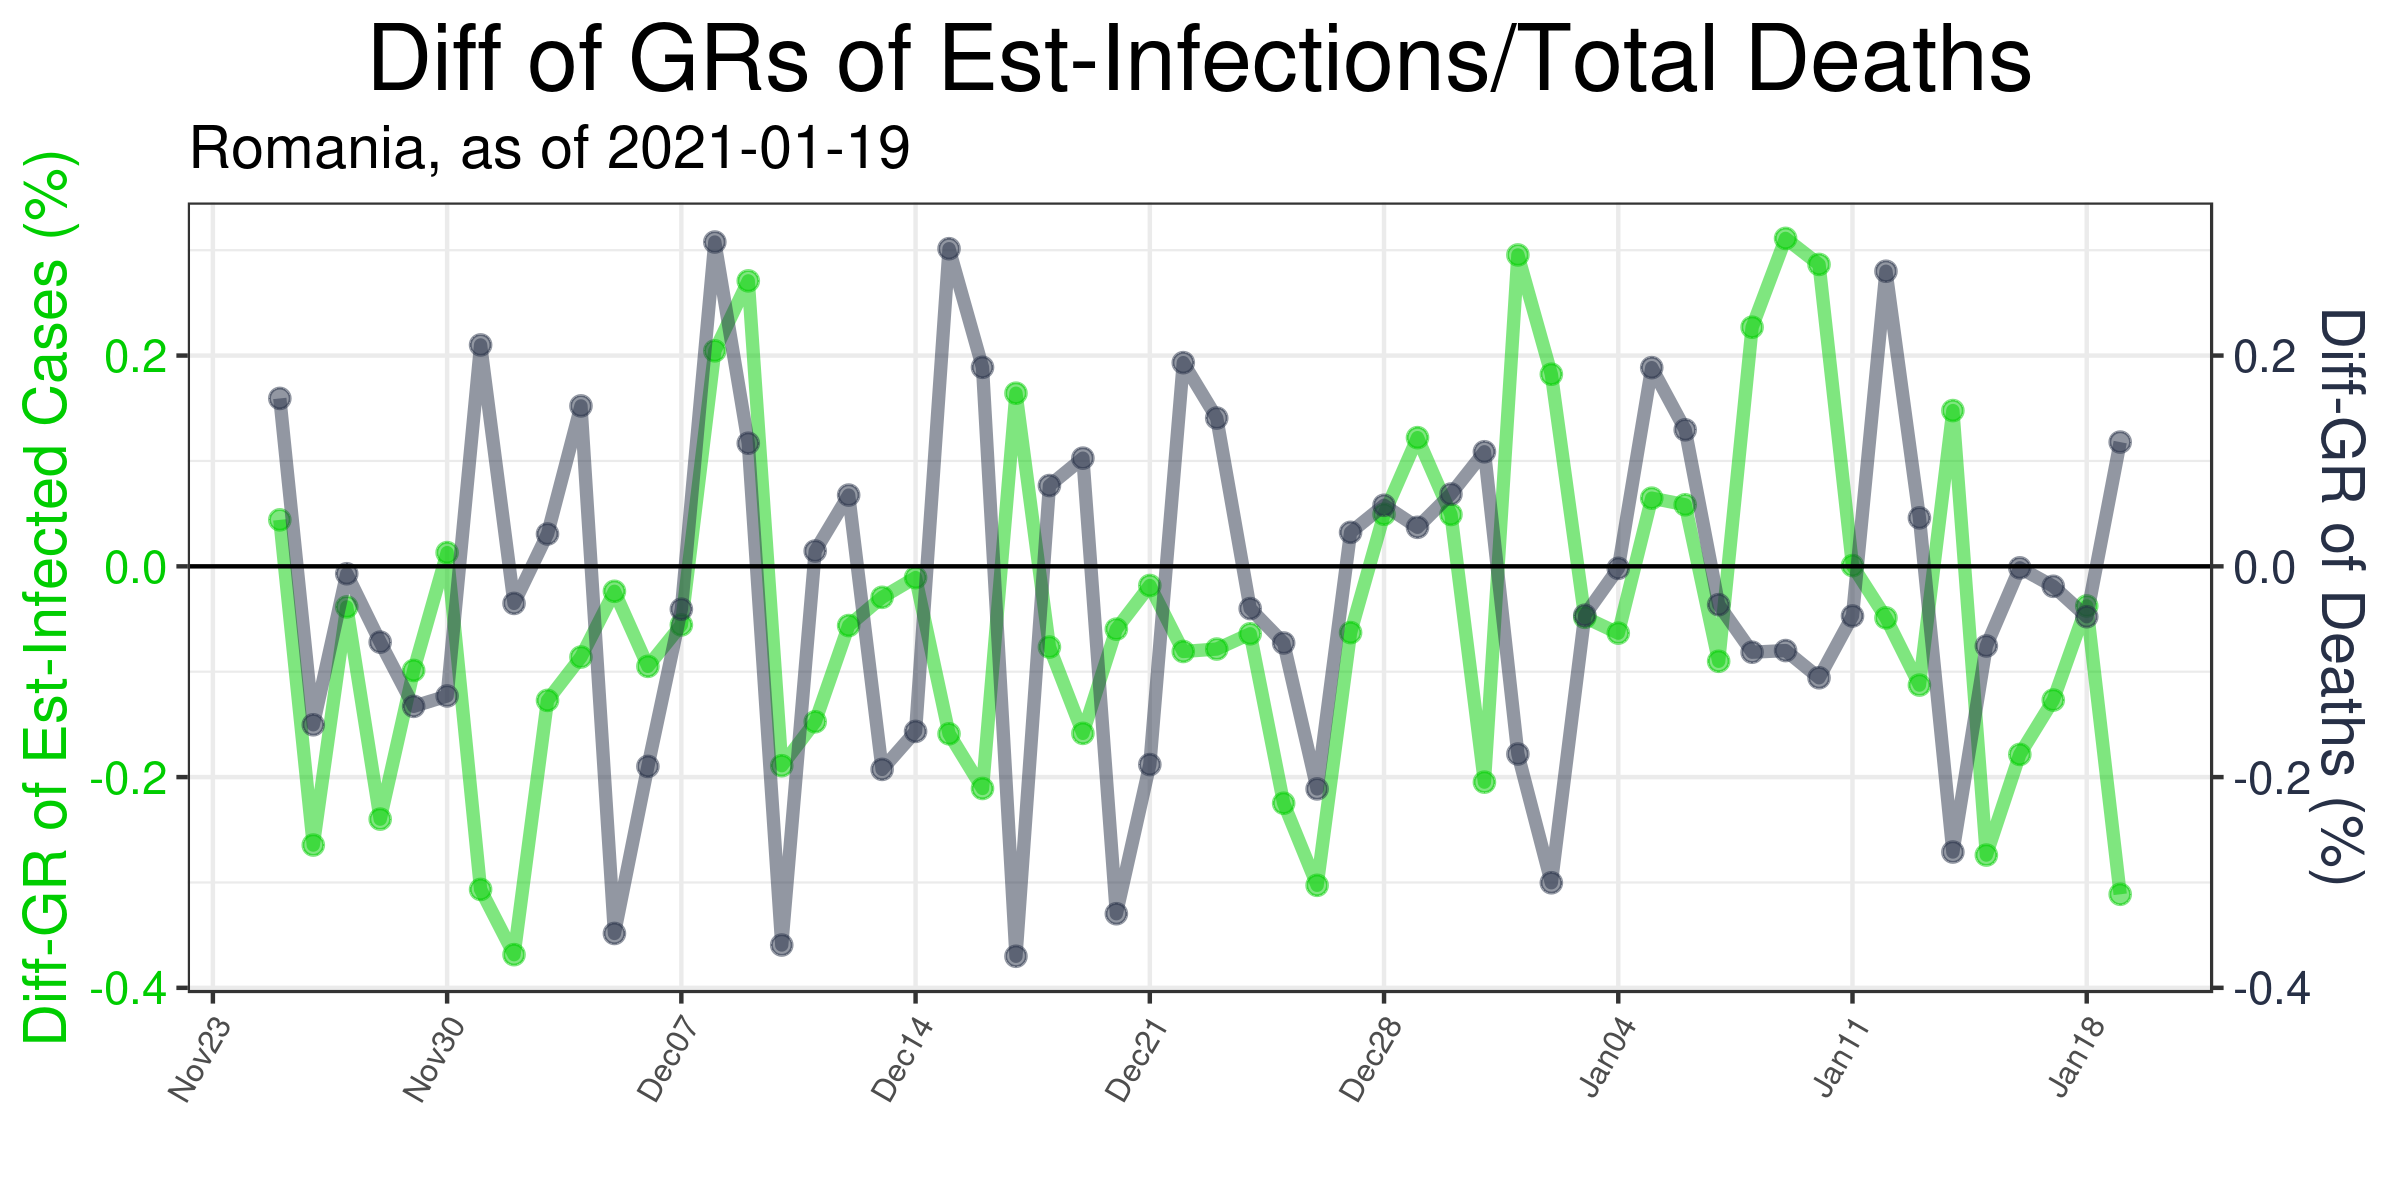 Diff of GRs of Est-Infections/Total Deaths
Romania, as of 2021-01-19
Diff-GR of Est-Infected Cases (%)
0.2
0.0
-0.2
-0.4
0.2
0.0
-0.2
-0.4
Diff-GR of Deaths (%)
Nov23
Nov30
Dec07
Dec14
Dec21
Dec28
Jan04
Jan11
Jan18